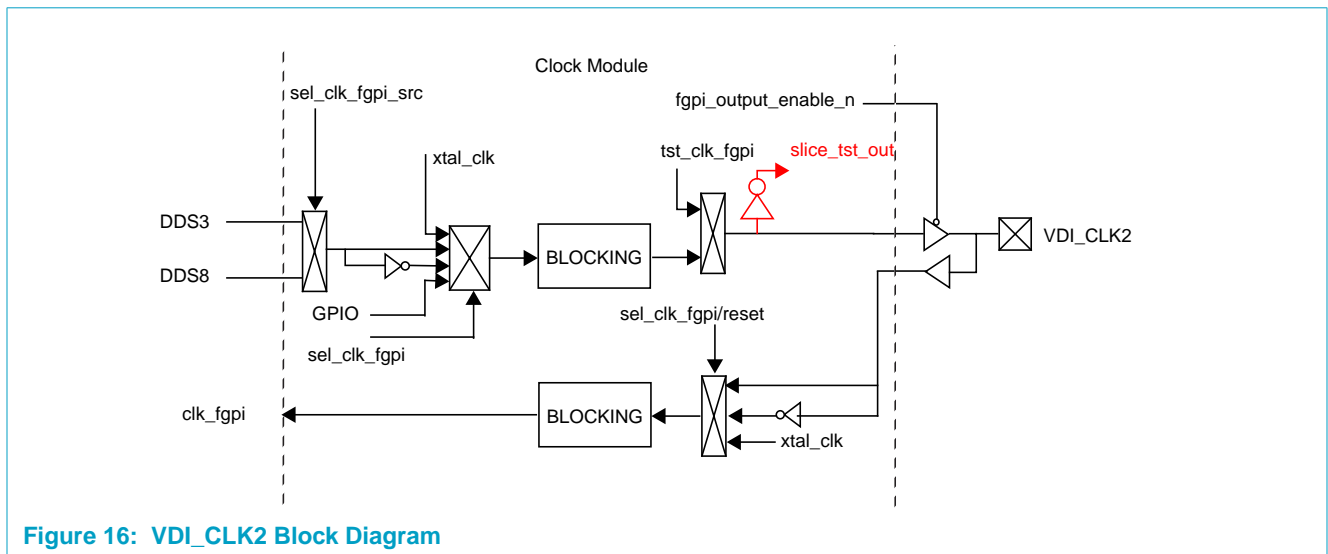 Clock Module
sel_clk_fgpi_src
fgpi_output_enable_n
xtal_clk
tst_clk_fgpi
slice_tst_out
DDS3
VDI_CLK2
BLOCKING
DDS8
GPIO
sel_clk_fgpi/reset
sel_clk_fgpi
clk_fgpi
BLOCKING
xtal_clk
Figure 16: VDI_CLK2 Block Diagram